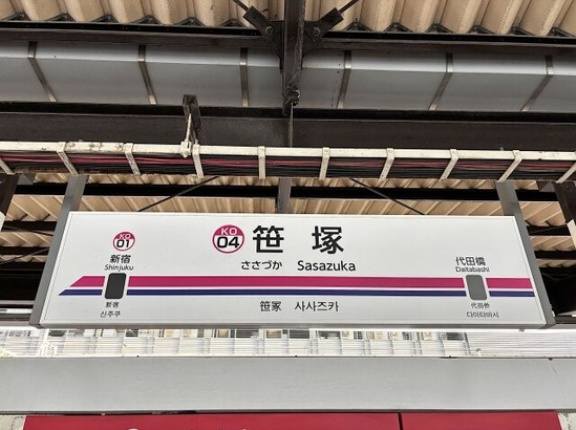 KO
01
新宿
Shinjuku
新宿
신주쿠
KO
04
笹塚
ささづか Sasazuka
笹冢 사사즈카
代田橋
Daitabashi
代田桥
다이타바시